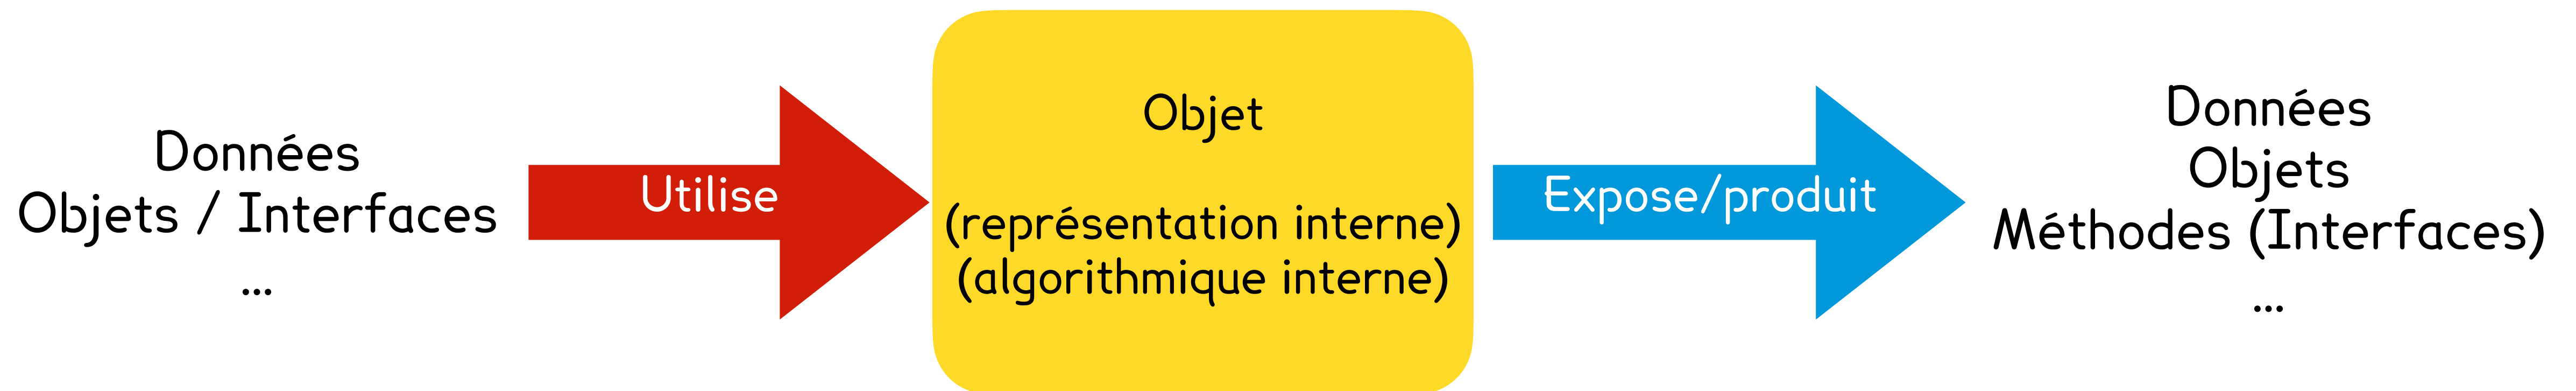 Données
Objets / Interfaces
...
Utilise
Objet
(représentation interne)
(algorithmique interne)
Expose/produit
Données
Objets
Méthodes (Interfaces)
...